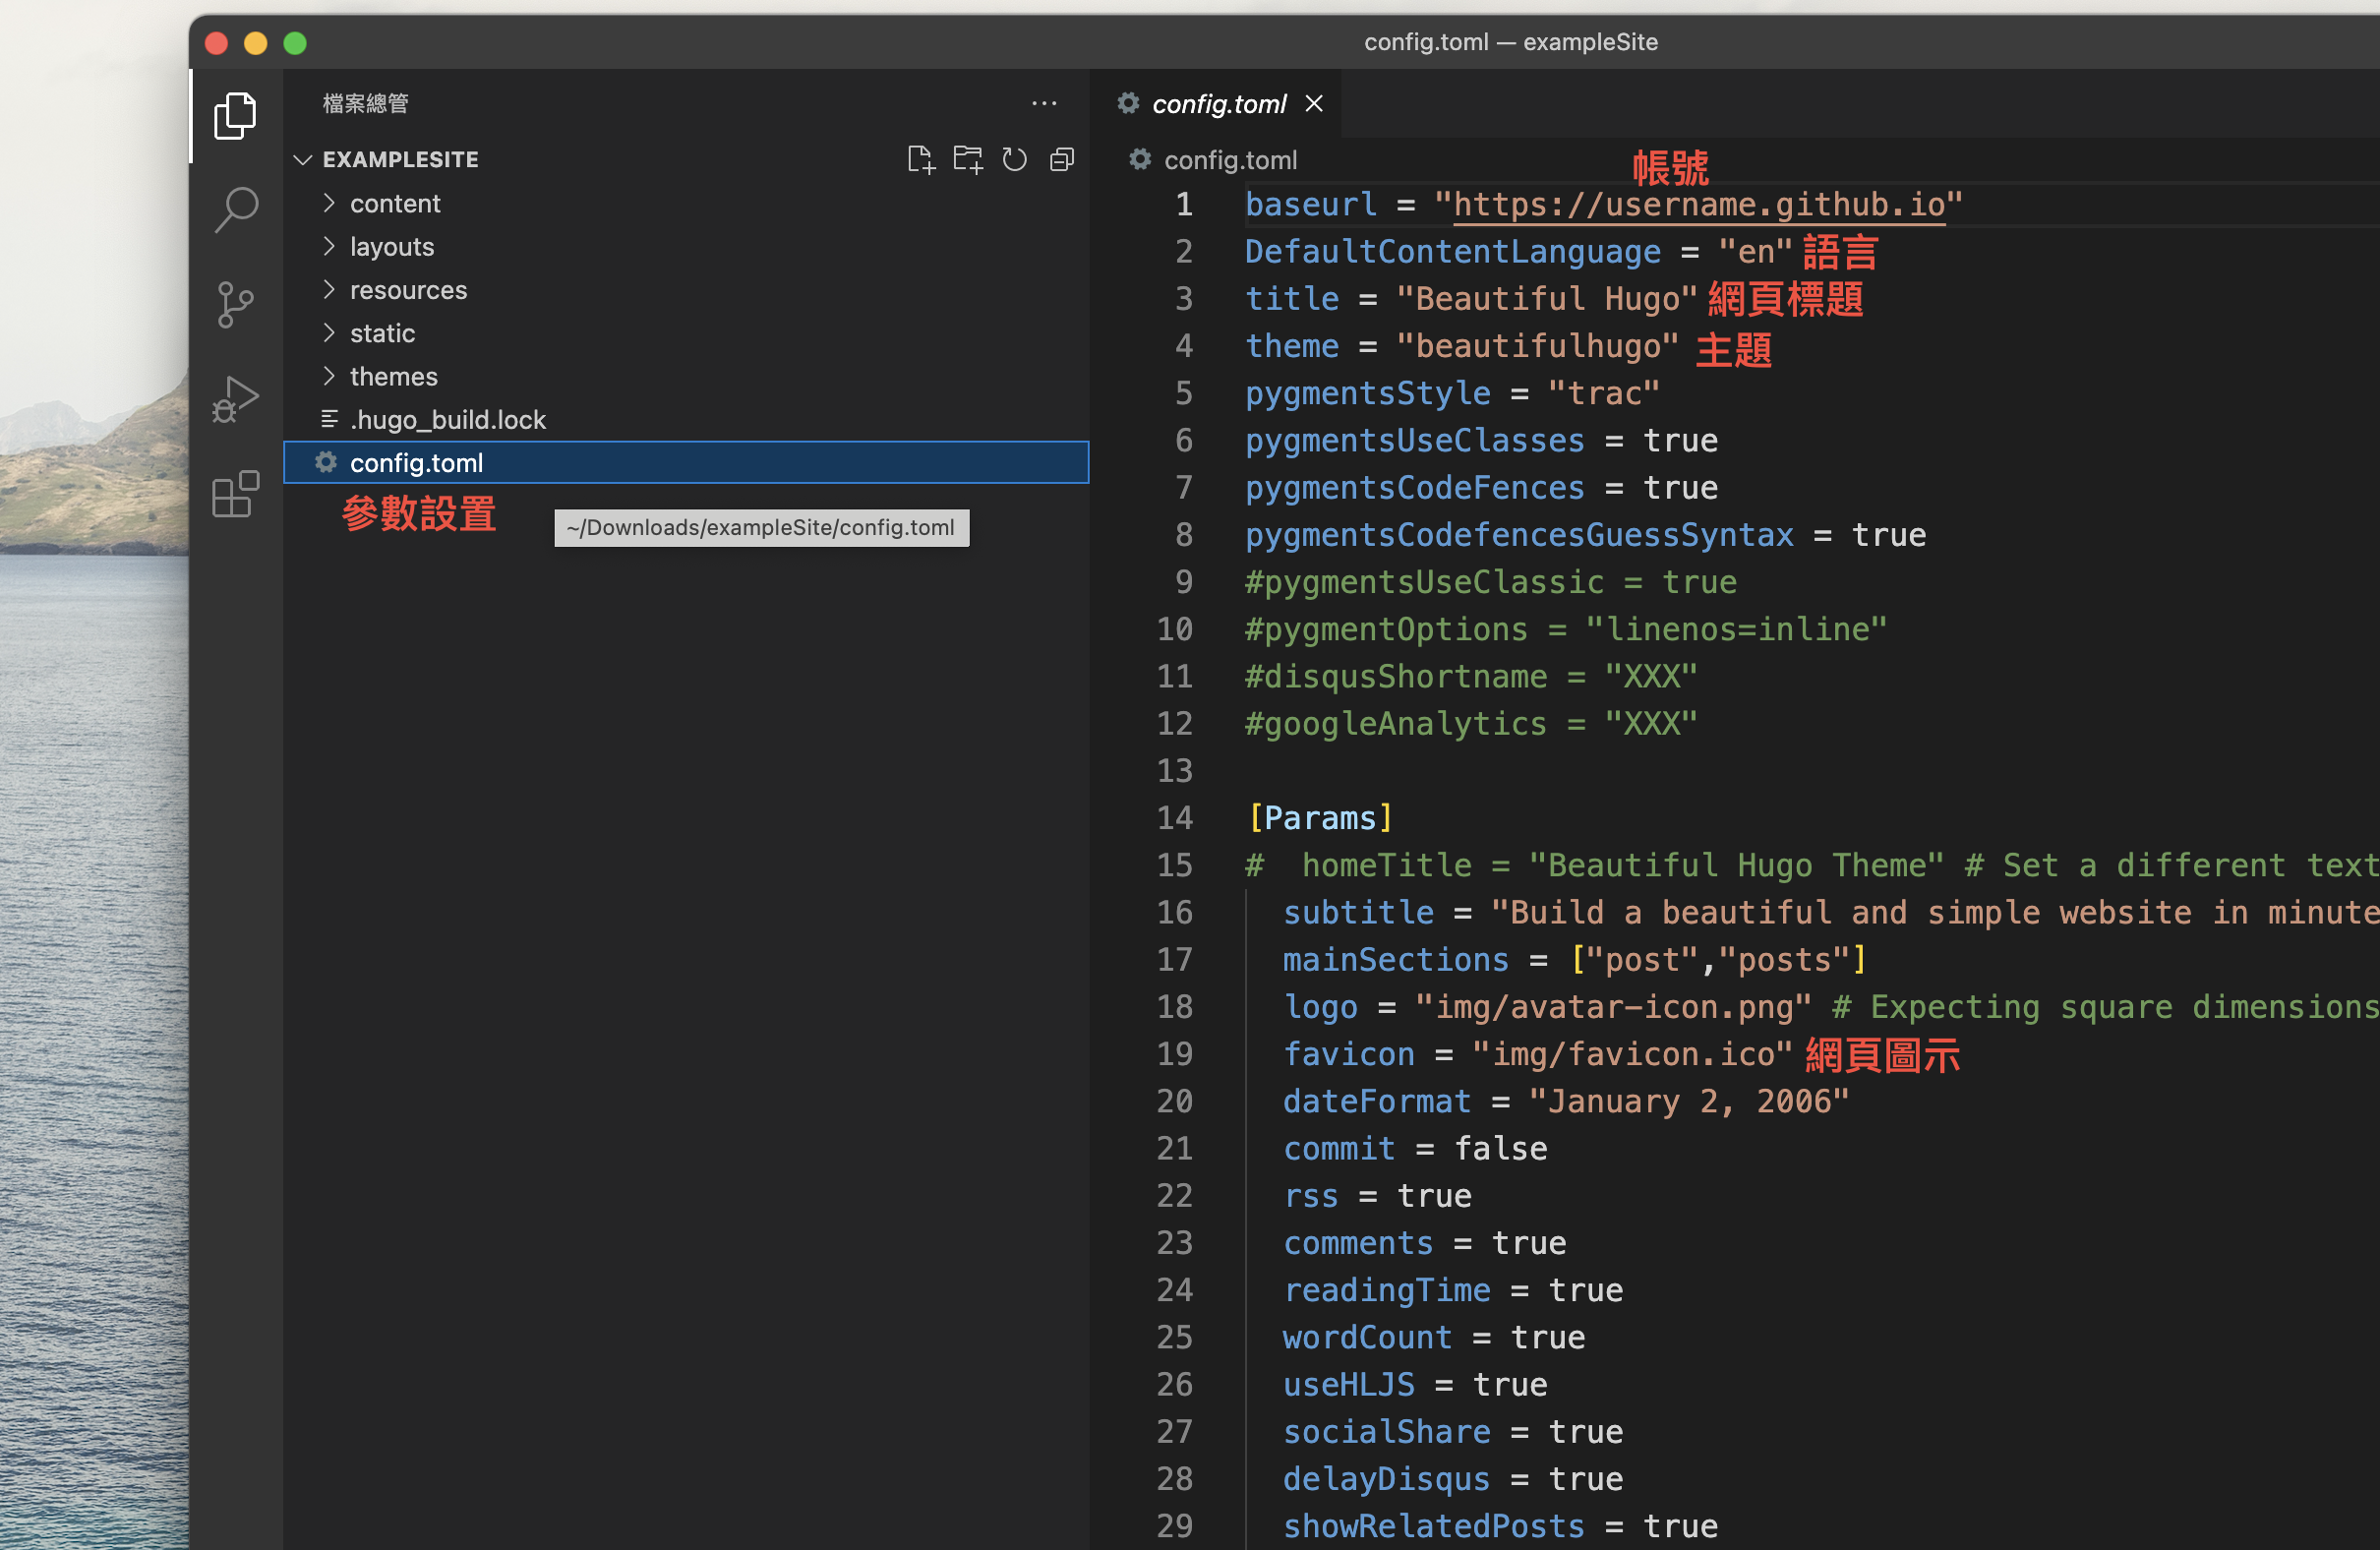 config.toml — exampleSite
檔案總管
EXAMPLESITE
content
layouts
resources
static
themes
.hugo_build.lock
config.toml
參數設置
~/Downloads/exampleSite/config.toml
config.toml
config.toml
帳號
1 baseurl = "https://username.github.io"
2 DefaultContentLanguage = "en" 語言
3 title = "Beautiful Hugo" 網頁標題
4 theme = "beautifulhugo" 主題
5 pygmentsStyle = "trac"
6 pygmentsUseClasses = true
7 pygmentsCodeFences = true
8 pygmentsCodefencesGuessSyntax = true
9 #pygmentsUseClassic = true
10 #pygmentOptions = "linenos=inline"
11 #disqusShortname = "XXX"
12 #googleAnalytics = "XXX"
13
14 [Params]
15 #  homeTitle = "Beautiful Hugo Theme" # Set a different text
16 subtitle = "Build a beautiful and simple website in minute
17 mainSections = ["post","posts"]
18 logo = "img/avatar-icon.png" # Expecting square dimensions
19 favicon = "img/favicon.ico" 網頁圖示
20 dateFormat = "January 2, 2006"
21 commit = false
22 rss = true
23 comments = true
24 readingTime = true
25 wordCount = true
26 useHLJS = true
27 socialShare = true
28 delayDisqus = true
29 showRelatedPosts = true